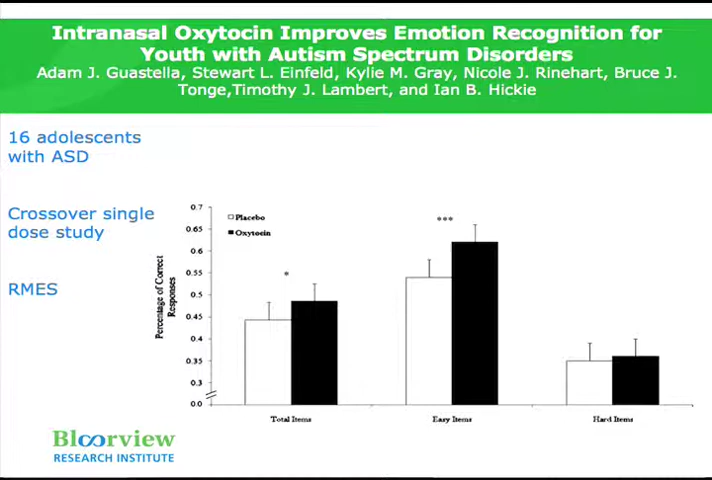 Intranasal Oxytocin Improves Emotion Recognition for
Youth with Autism Spectrum Disorders
Adam J. Guastella, Stewart L. Einfeld, Kylie M. Gray, Nicole J. Rinehart, Bruce J.
Tonge,Timothy J. Lambert, and Ian B. Hickie
16 adolescents
with ASD
Crossover single
dose study
RMES
Percentage of Correct
Responses
0.7
0.65
0.6
0.55
0.5
0.45
0.4
0.35
0.3
0.0
Placebo
Oxytocin
*
***
Total Items
Easy Items
Hard Items
Bloorview
RESEARCH INSTITUTE